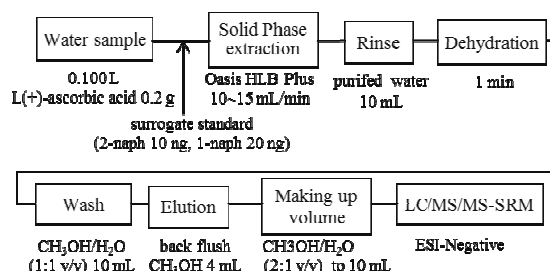 Water sample
Solid Phase
extraction
Rinse
Dehydration
0.100 L
L(+)-ascorbic acid 0.2 g
Oasis HLB Plus
10~15 mL/min
purifed water
10 mL
1 min
surrogate standard
(2-naph 10 ng, 1-naph 20 ng)
Wash
Elution
Making up
volume
LC/MS/MS-SRM
CH₃OH/H₂O
(1:1 v/v) 10 mL
back flush
CH₃OH 4 mL
CH3OH/H₂O
(2:1 v/v) to 10 mL
ESI-Negative